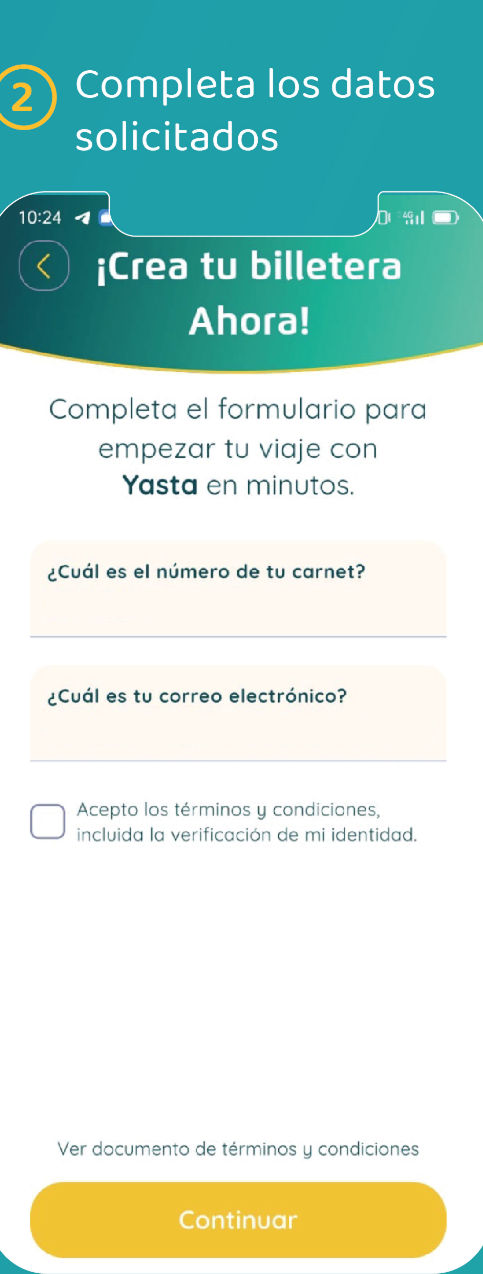 2
Completa los datos
solicitados
10:24
4G
¡Crea tu billetera
Ahora!
Completa el formulario para
empezar tu viaje con
Yasta en minutos.
¿Cuál es el número de tu carnet?
¿Cuál es tu correo electrónico?
Acepto los términos y condiciones,
incluida la verificación de mi identidad.
Ver documento de términos y condiciones
Continuar